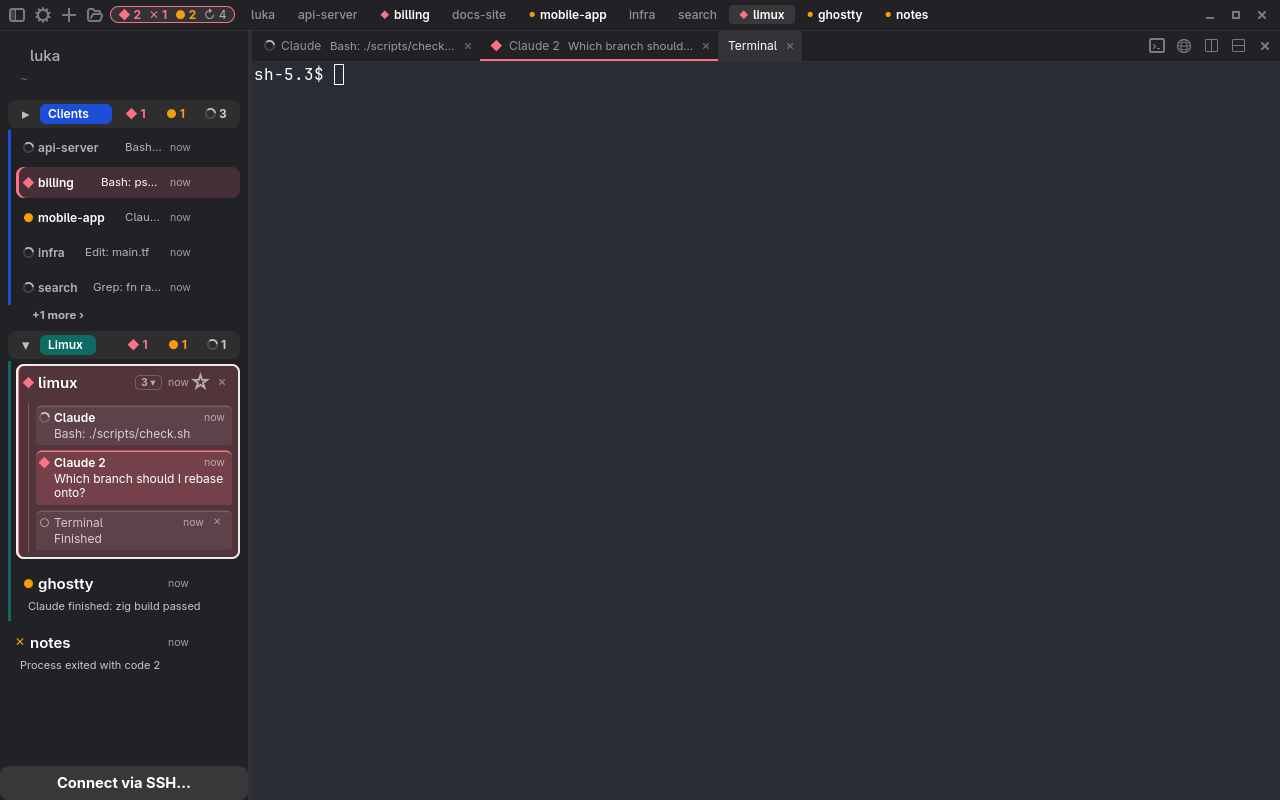 2 × 1 2 4 luka api-server billing docs-site mobile-app infra search limux ghostty notes
luka
~
Claude Bash: ./scripts/check... × Claude 2 Which branch should... × Terminal ×
sh-5.3$
Clients 1 1 3
api-server Bash... now
billing Bash: ps... now
mobile-app Clau... now
infra Edit: main.tf now
search Grep: fn ra... now
+1 more ›
Limux 1 1 1
limux 3 ▾ now ×
Claude now
Bash: ./scripts/check.sh
Claude 2 now
Which branch should I rebase
onto?
Terminal now ×
Finished
ghostty now
Claude finished: zig build passed
× notes now
Process exited with code 2
Connect via SSH...